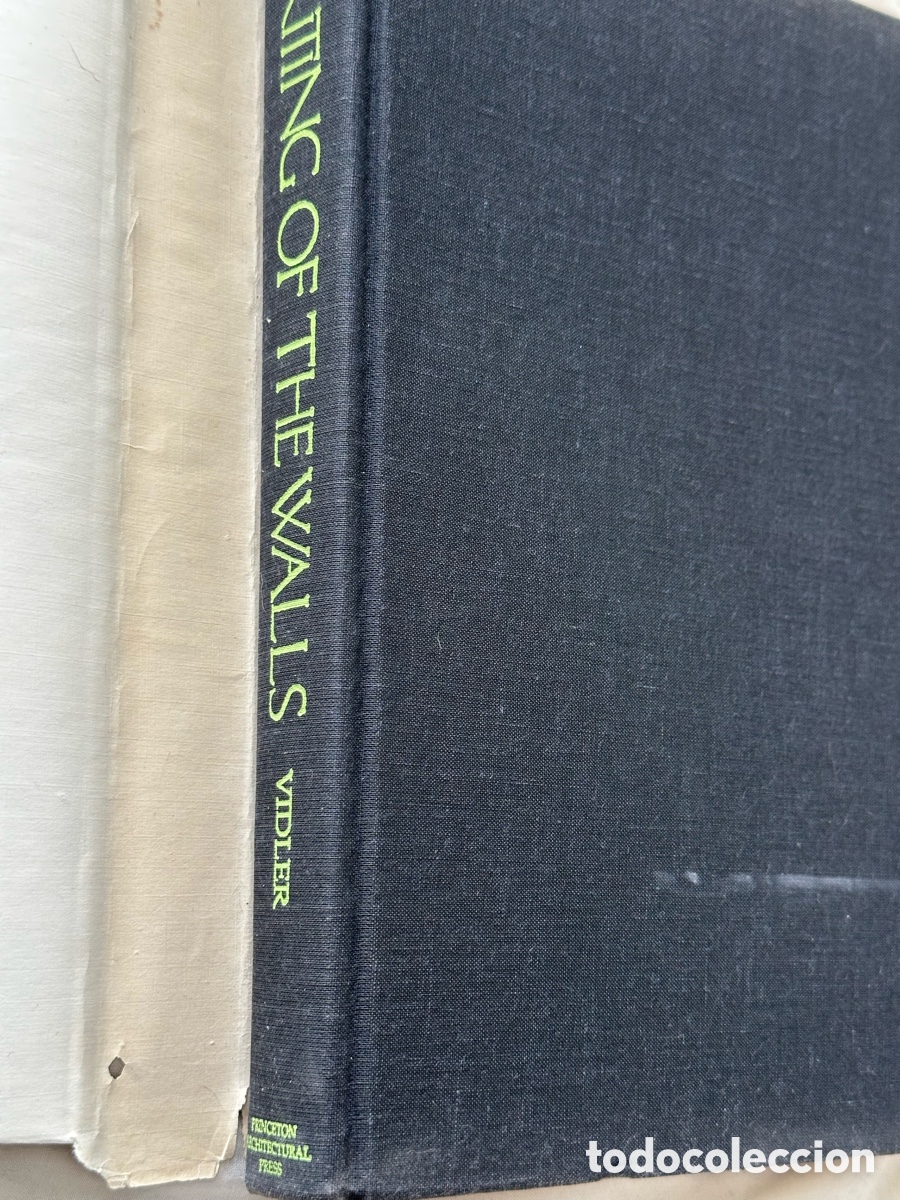 ITING OF THE WALLS VIDLER
PRINCETON
ARCHITECTURAL
PRESS
todocoleccion